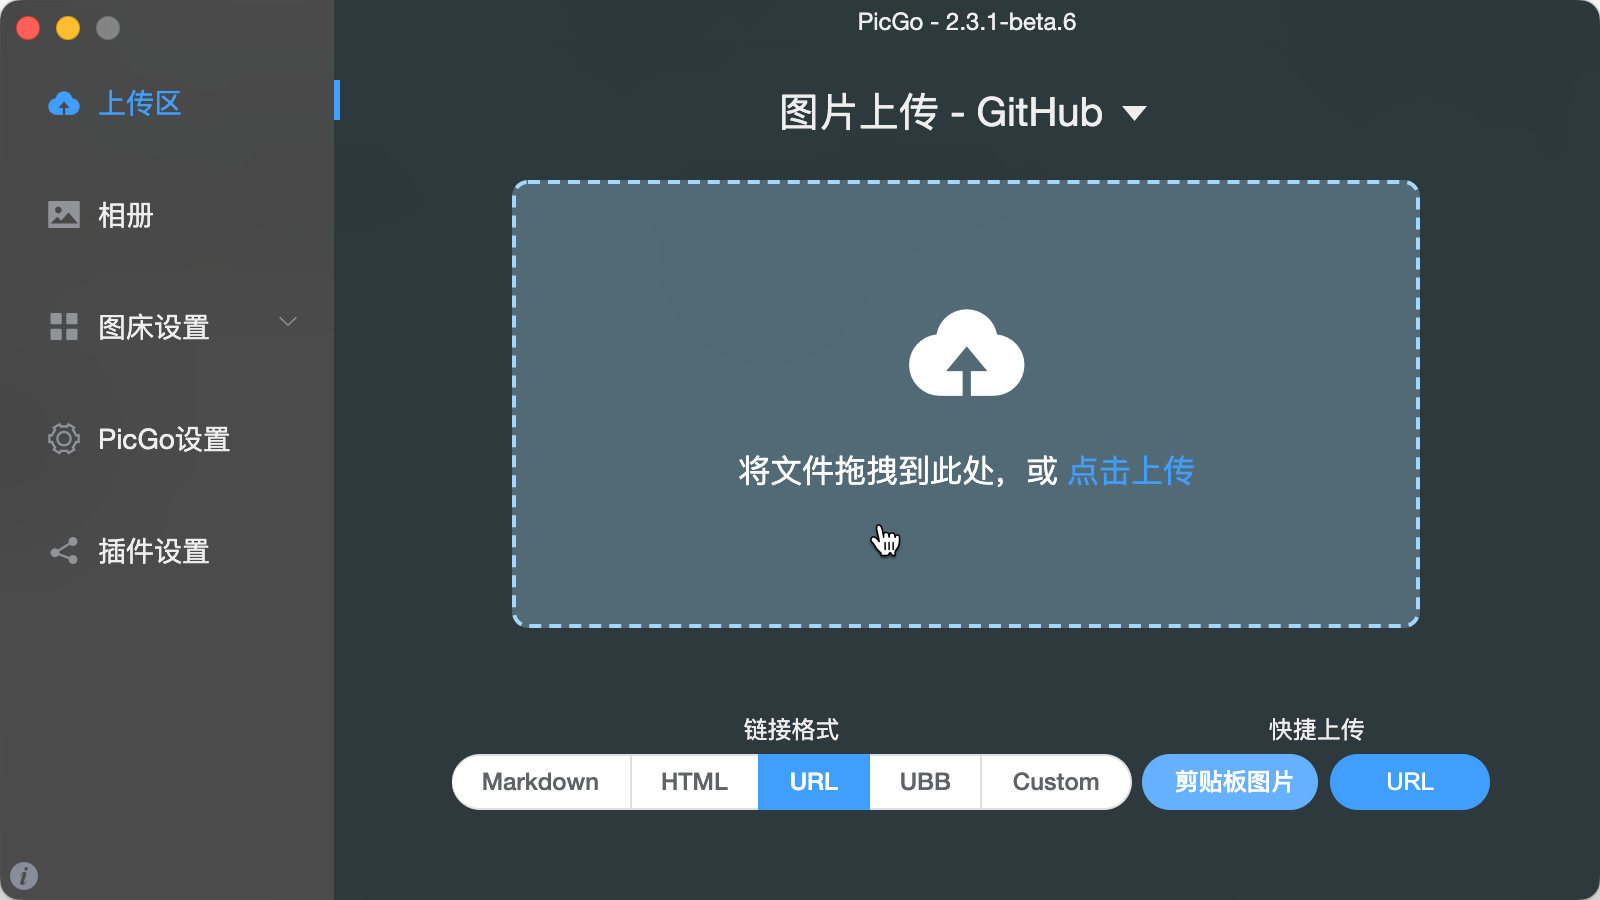 PicGo - 2.3.1-beta.6
上传区
相册
图床设置
PicGo设置
插件设置
图片上传 - GitHub
将文件拖拽到此处，或 点击上传
链接格式
Markdown HTML URL UBB Custom
快捷上传
剪贴板图片 URL
i